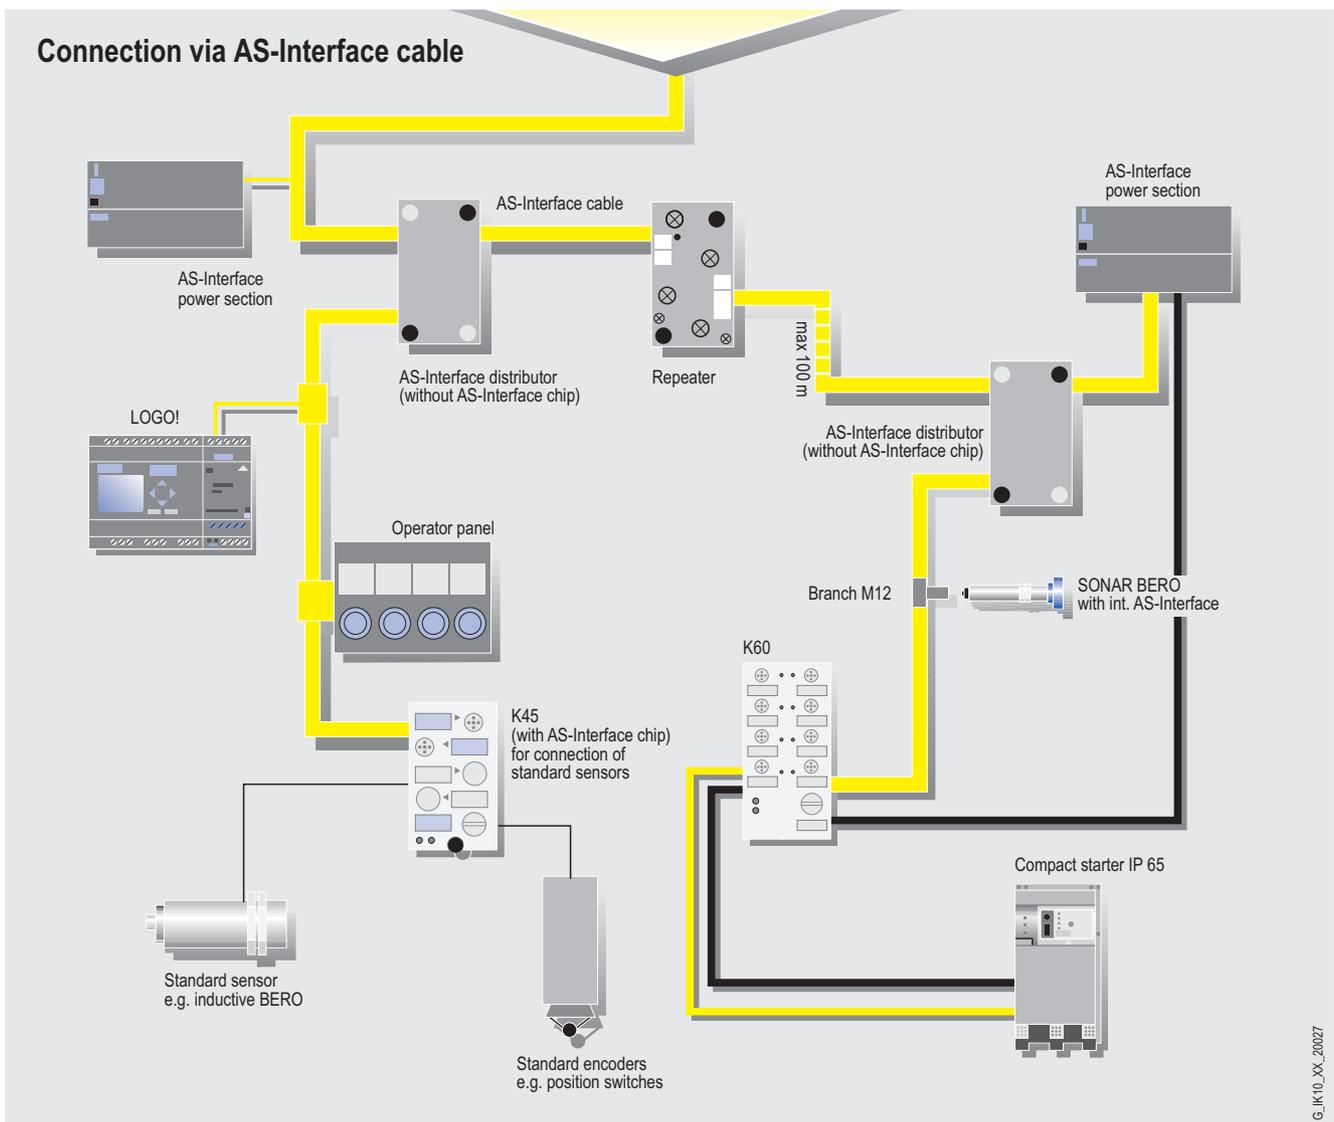 Connection via AS-Interface cable
AS-Interface
power section
AS-Interface cable
AS-Interface
power section
max 100 m
AS-Interface distributor
(without AS-Interface chip)
Repeater
LOGO!
AS-Interface distributor
(without AS-Interface chip)
Operator panel
Branch M12
SONAR BERO
with int. AS-Interface
K60
K45
(with AS-Interface chip)
for connection of
standard sensors
Compact starter IP 65
Standard sensor
e.g. inductive BERO
Standard encoders
e.g. position switches
G_IK10_XX_20027